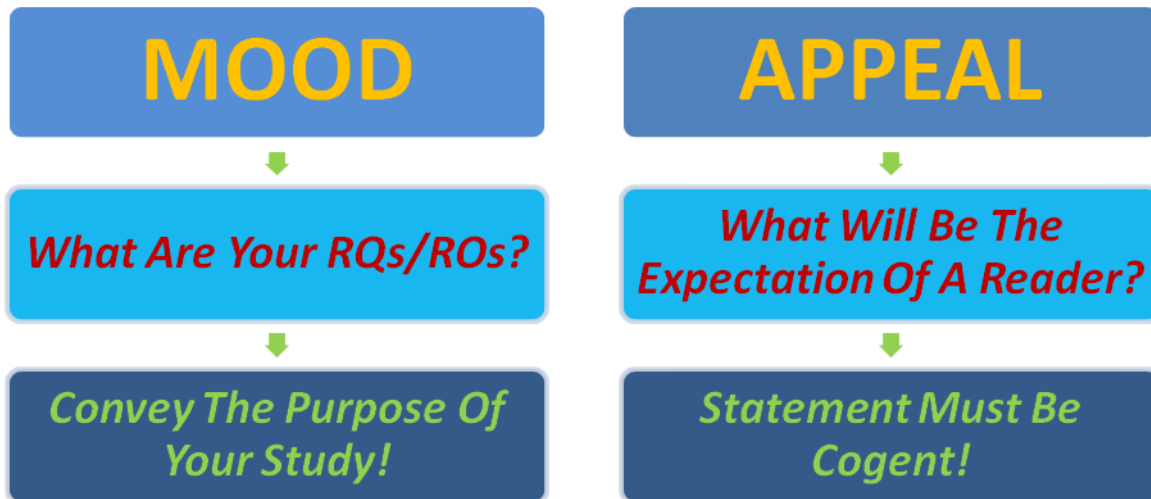 MOOD
What Are Your RQs/ROs?
Convey The Purpose Of
Your Study!
APPEAL
What Will Be The
Expectation Of A Reader?
Statement Must Be
Cogent!